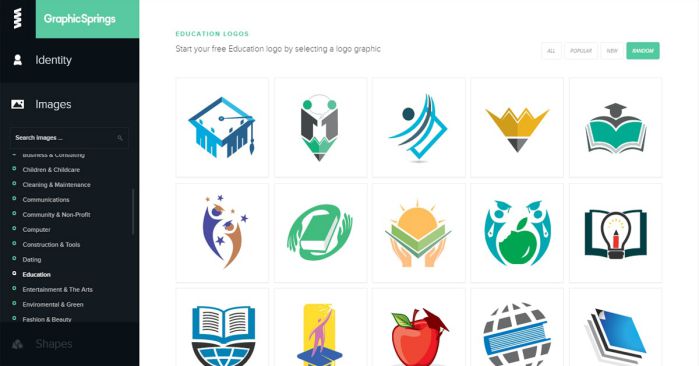 GraphicSprings
Identity
Images
Search Images ...
Business & Consulting
Children & Childcare
Cleaning & Maintenance
Communications
Community & Non-Profit
Computer
Construction & Tools
Dating
Education
Entertainment & The Arts
Enviromental & Green
Fashion & Beauty
Shapes
EDUCATION LOGOS
Start your free Education logo by selecting a logo graphic
ALL
POPULAR
NEW
RANDOM